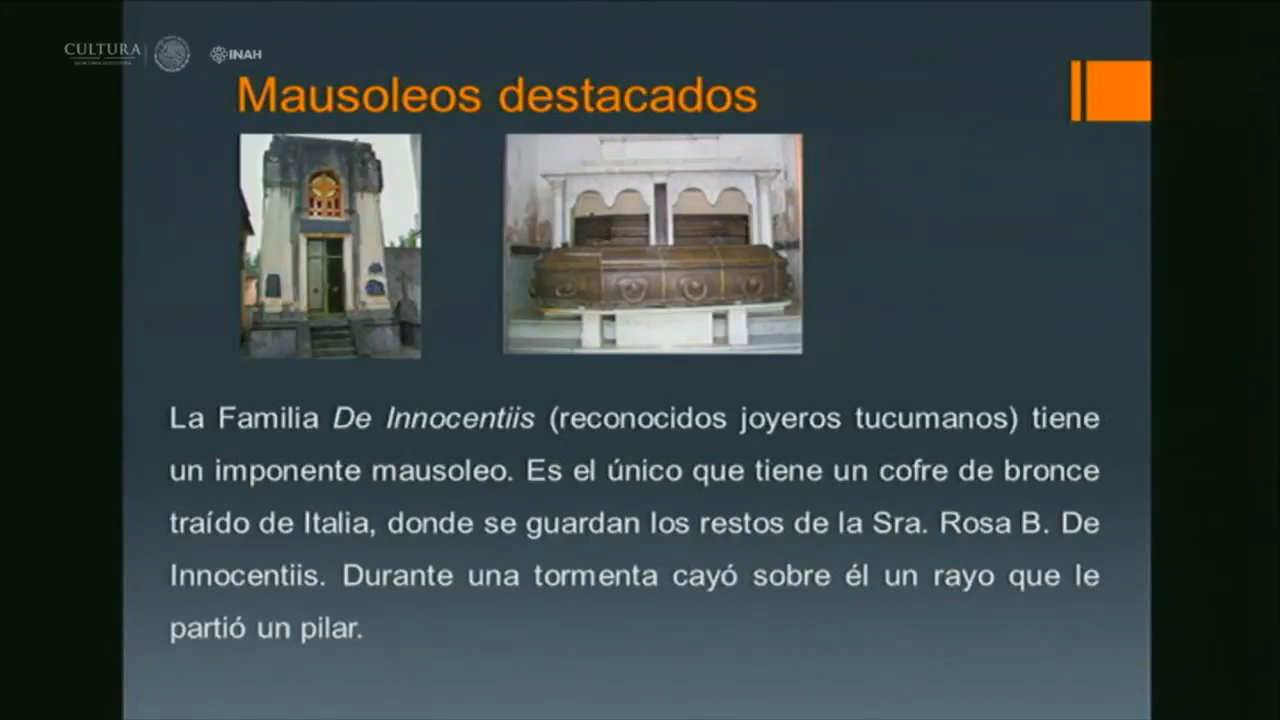 CULTURA
INAH
Mausoleos destacados
La Familia De Innocentiis (reconocidos joyeros tucumanos) tiene
un imponente mausoleo. Es el único que tiene un cofre de bronce
traído de Italia, donde se guardan los restos de la Sra. Rosa B. De
Innocentiis. Durante una tormenta cayó sobre él un rayo que le
partió un pilar.